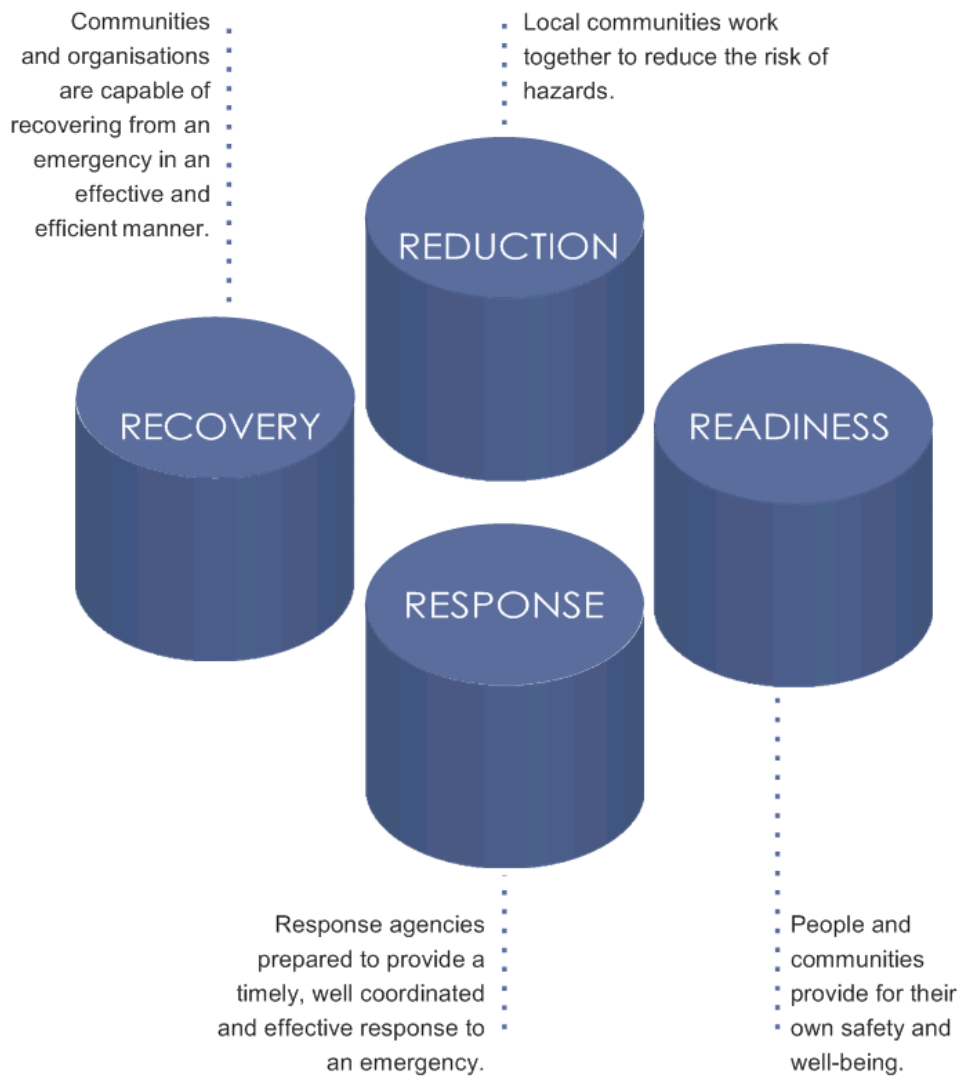 Communities
and organisations
are capable of
recovering from an
emergency in an
effective and
efficient manner.
Local communities work
together to reduce the risk of
hazards.
REDUCTION
RECOVERY
READINESS
RESPONSE
Response agencies
prepared to provide a
timely, well coordinated
and effective response to
an emergency.
People and
communities
provide for their
own safety and
well-being.